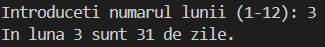 Introduceti numarul lunii (1-12): 3
In luna 3 sunt 31 de zile.